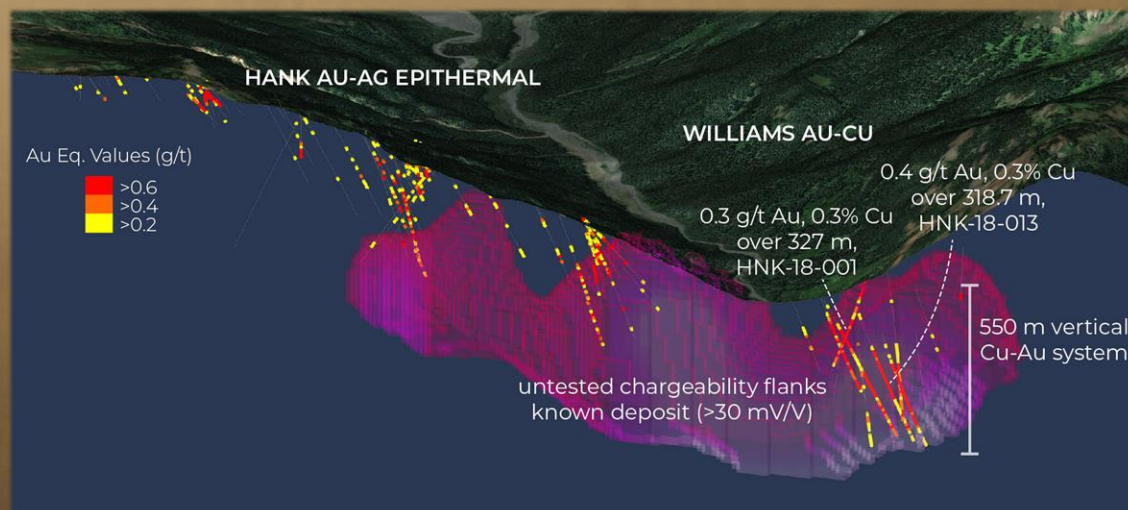 HANK AU-AG EPITHERMAL
WILLIAMS AU-CU
Au Eq. Values (g/t)
>0.6
>0.4
>0.2
0.4 g/t Au, 0.3% Cu
over 318.7 m,
HNK-18-013
0.3 g/t Au, 0.3% Cu
over 327 m,
HNK-18-001
550 m vertical
Cu-Au system
untested chargeability flanks
known deposit (>30 mV/V)